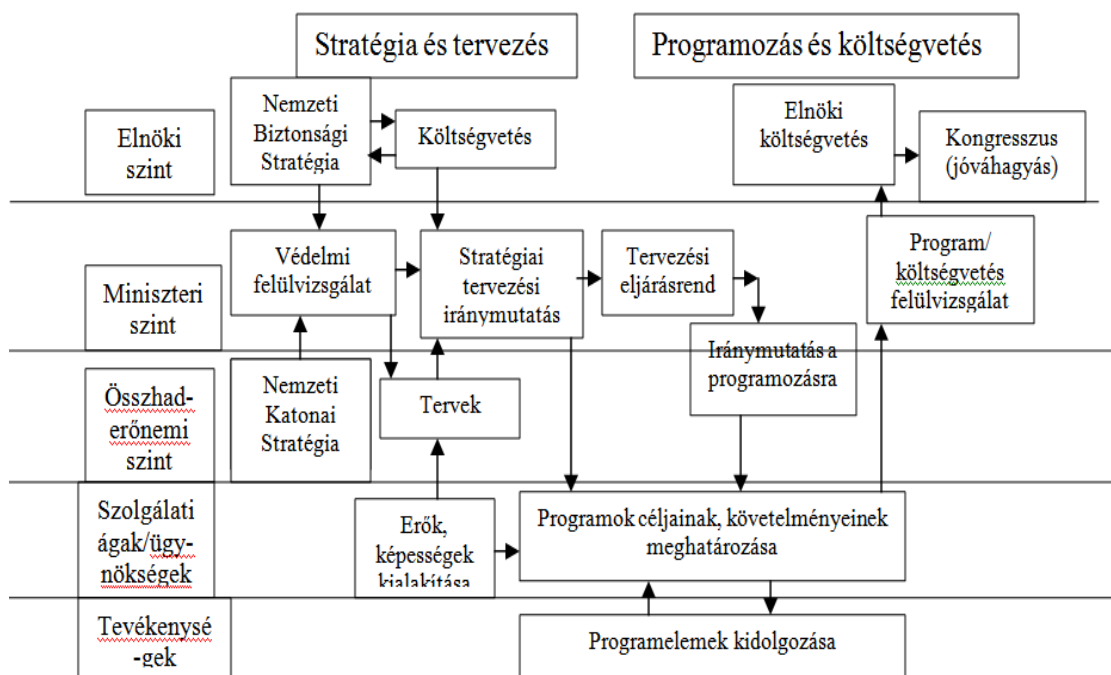 Stratégia és tervezés
Programozás és költségvetés
Elnöki
szint
Nemzeti
Biztonsági
Stratégia
Költségvetés
Elnöki
költségvetés
Kongresszus
(jóváhagyás)
Miniszteri
szint
Védelmi
felülvizsgálat
Stratégiai
tervezési
iránymutatás
Tervezési
eljárásrend
Iránymutatás a
programozásra
Program/
költségvetés
felülvizsgálat
Összhad-
erőnemi
szint
Nemzeti
Katonai
Stratégia
Tervek
Szolgálati
ágak/ügy-
nökségek
Erők,
képességek
kialakítása
Programok céljainak, követelményeinek
meghatározása
Tevékenysé
-gek
Programelemek kidolgozása